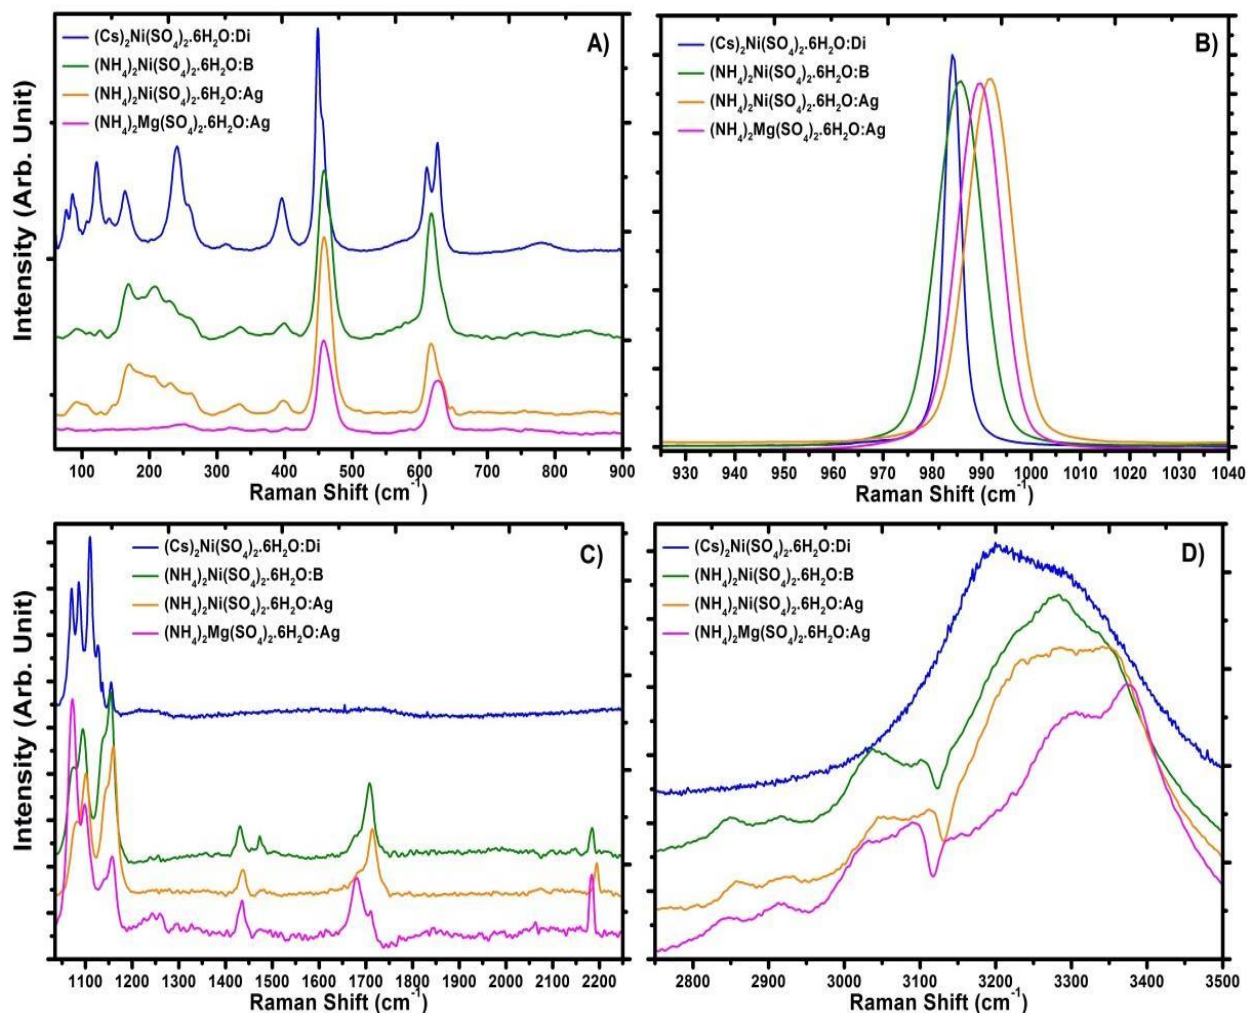 A)
(Cs)₂Ni(SO₄)₂.6H₂O:Di
(NH₄)₂Ni(SO₄)₂.6H₂O:B
(NH₄)₂Ni(SO₄)₂.6H₂O:Ag
(NH₄)₂Mg(SO₄)₂.6H₂O:Ag
Intensity (Arb. Unit)
100 200 300 400 500 600 700 800 900
Raman Shift (cm⁻¹)
B)
(Cs)₂Ni(SO₄)₂.6H₂O:Di
(NH₄)₂Ni(SO₄)₂.6H₂O:B
(NH₄)₂Ni(SO₄)₂.6H₂O:Ag
(NH₄)₂Mg(SO₄)₂.6H₂O:Ag
930 940 950 960 970 980 990 1000 1010 1020 1030 1040
Raman Shift (cm⁻¹)
C)
(Cs)₂Ni(SO₄)₂.6H₂O:Di
(NH₄)₂Ni(SO₄)₂.6H₂O:B
(NH₄)₂Ni(SO₄)₂.6H₂O:Ag
(NH₄)₂Mg(SO₄)₂.6H₂O:Ag
Intensity (Arb. Unit)
1100 1200 1300 1400 1500 1600 1700 1800 1900 2000 2100 2200
Raman Shift (cm⁻¹)
D)
(Cs)₂Ni(SO₄)₂.6H₂O:Di
(NH₄)₂Ni(SO₄)₂.6H₂O:B
(NH₄)₂Ni(SO₄)₂.6H₂O:Ag
(NH₄)₂Mg(SO₄)₂.6H₂O:Ag
2800 2900 3000 3100 3200 3300 3400 3500
Raman Shift (cm⁻¹)